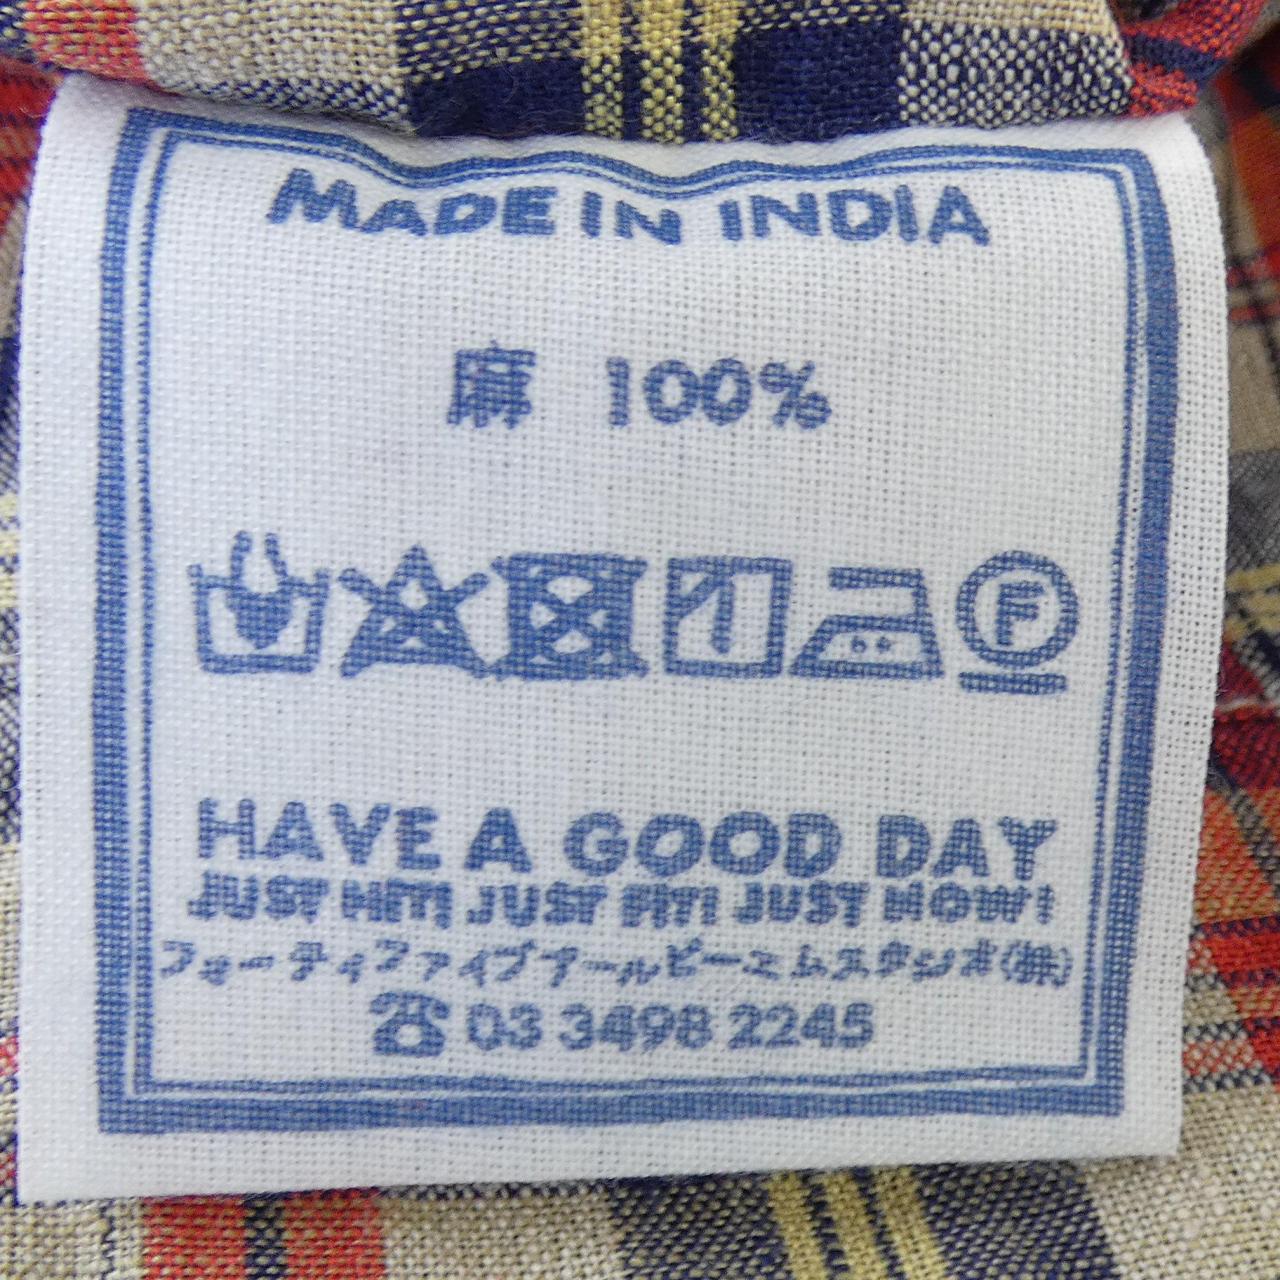 MADE IN INDIA
麻 100%
F
HAVE A GOOD DAY
JUST HIT! JUST FIT! JUST NOW!
フォーティファイブアールピーエムスタジオ(株)
☎ 03 3498 2245